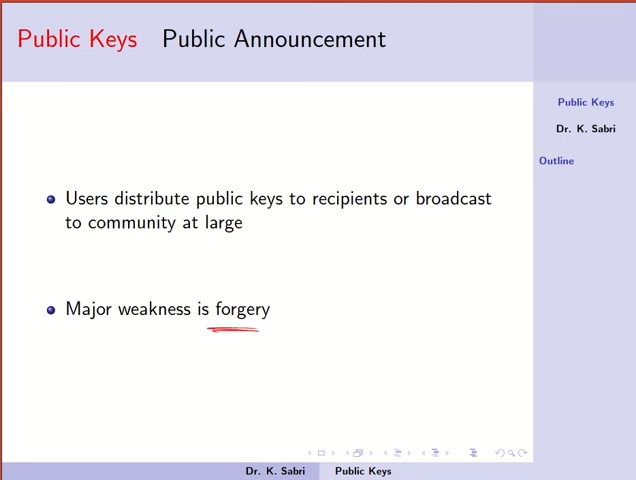 Public Keys Public Announcement
Public Keys
Dr. K. Sabri
Outline
Users distribute public keys to recipients or broadcast
to community at large
Major weakness is forgery
Dr. K. Sabri Public Keys